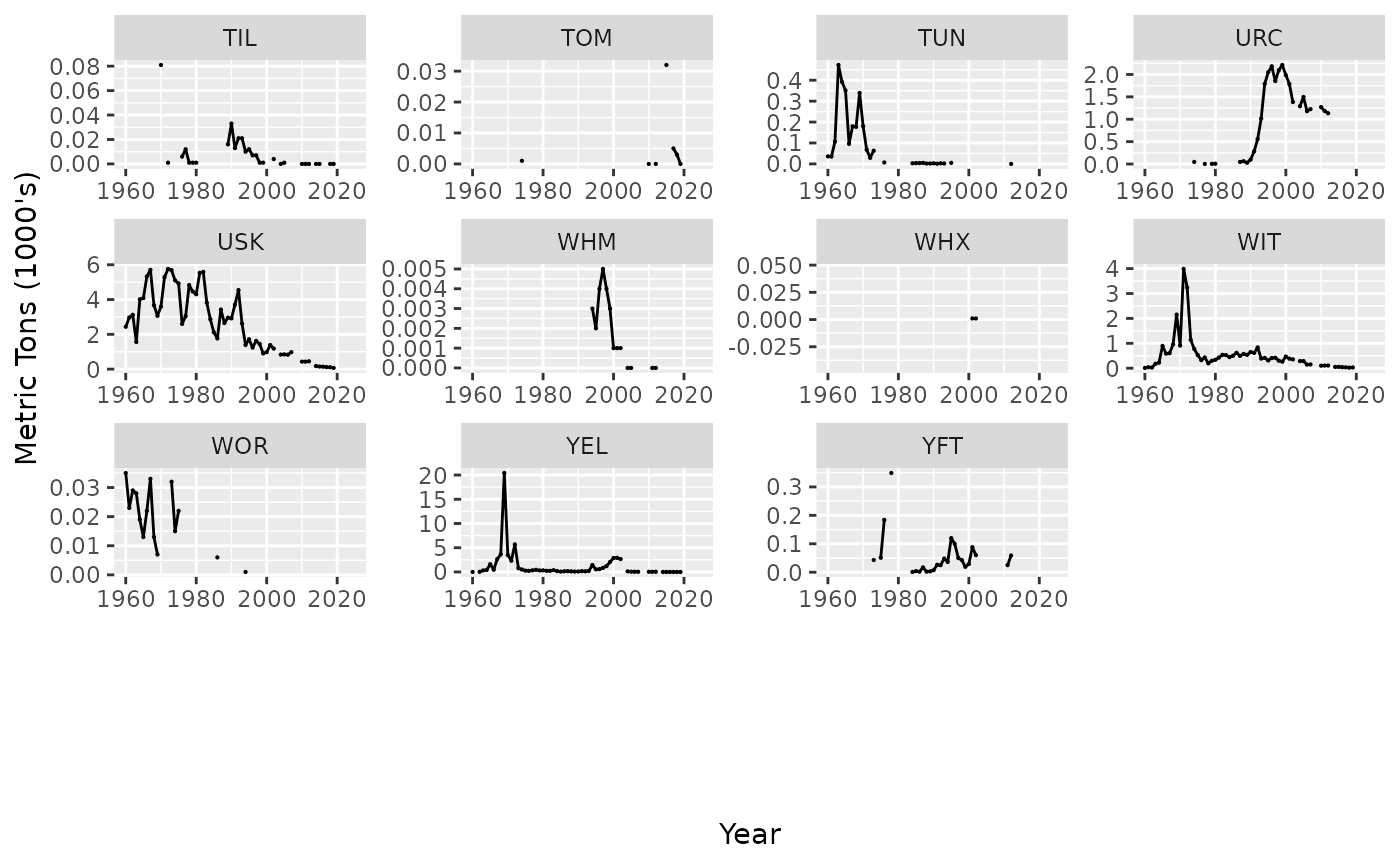 TIL TOM TUN URC
0.08 0.06 0.04 0.02 0.00
0.03 0.02 0.01 0.00
0.4 0.3 0.2 0.1 0.0
2.0 1.5 1.0 0.5 0.0
1960 1980 2000 2020 1960 1980 2000 2020 1960 1980 2000 2020 1960 1980 2000 2020
USK WHM WHX WIT
6 4 2 0
0.005 0.004 0.003 0.002 0.001 0.000
0.050 0.025 0.000 -0.025
4 3 2 1 0
1960 1980 2000 2020 1960 1980 2000 2020 1960 1980 2000 2020 1960 1980 2000 2020
WOR YEL YFT
0.03 0.02 0.01 0.00
20 15 10 5 0
0.3 0.2 0.1 0.0
1960 1980 2000 2020 1960 1980 2000 2020 1960 1980 2000 2020
Metric Tons (1000's)
Year